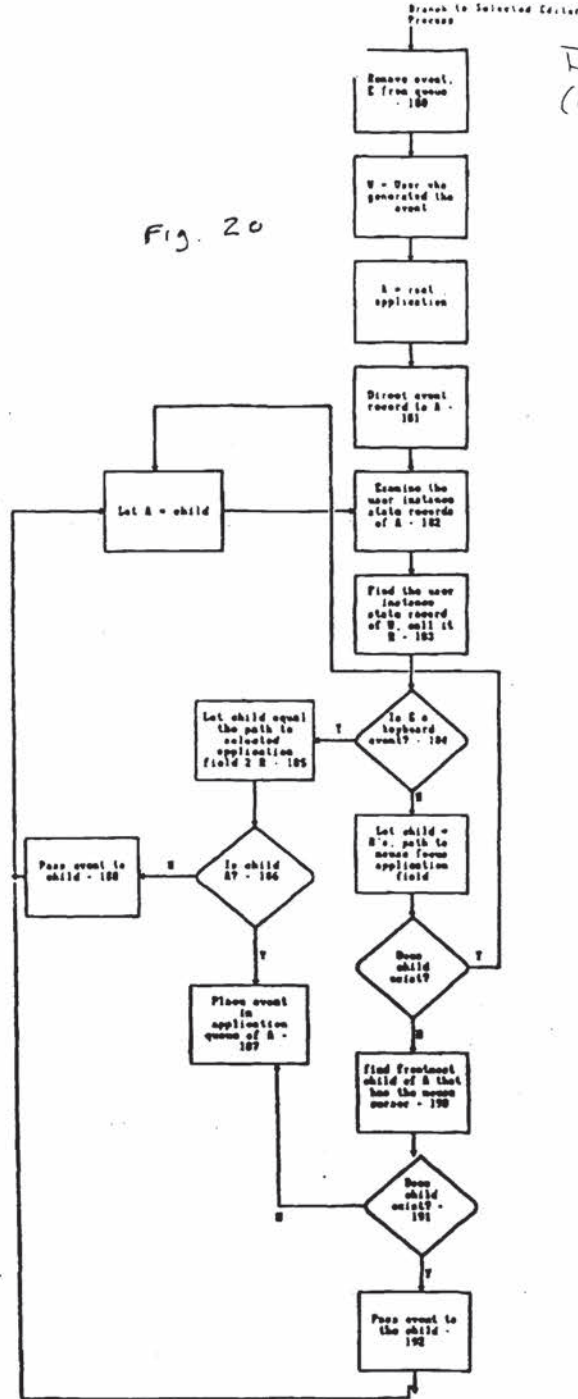 Branch to Selected Editor
Process
Remove event,
E from queue
- 180
Fig. 20
U = User who
generated the
event
A = root
application
Direct event
record to A -
181
Let A = child
Examine the
user instance
state records
of A - 182
Find the user
instance
state record
of U, call it
R - 183
Let child equal
the path to
selected
application
field 2 R - 185
Y
Is E a
keyboard
event? - 184
N
Pass event to
child - 188
N
Is child
A? - 186
Y
Let child =
R's, path to
mouse focus
application
field
Does
child
exist?
Y
N
Place event
in
application
queue of A -
187
find frontmost
child of A that
has the mouse
cursor - 190
Does
child
exist? -
191
N
Y
Pass event to
the child -
192